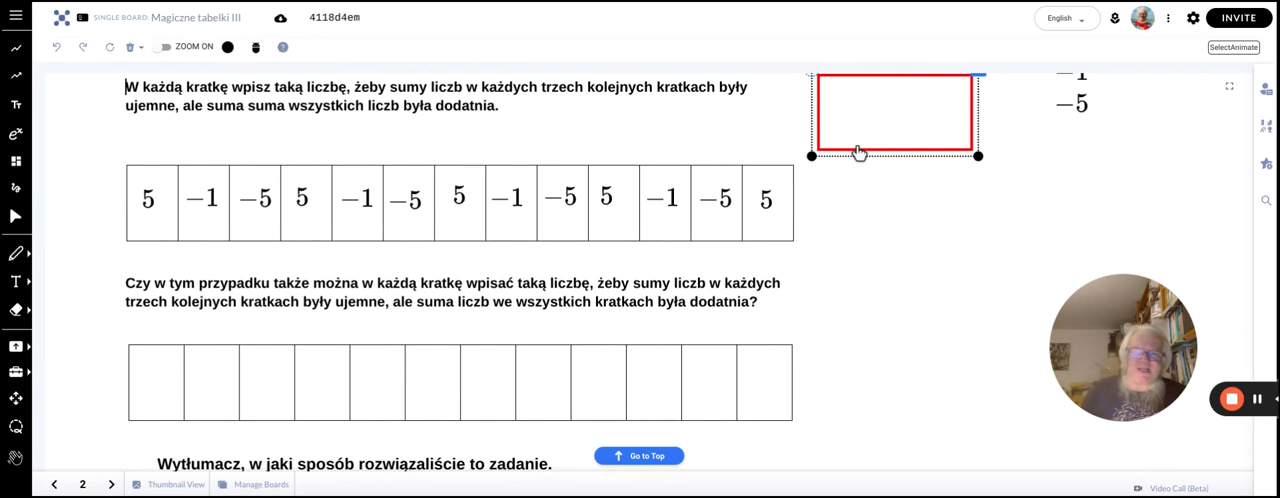 SINGLE BOARD: Magiczne tabelki III
4118d4em
English
INVITE
ZOOM ON
SelectAnimate
W każdą kratkę wpisz taką liczbę, żeby sumy liczb w każdych trzech kolejnych kratkach były
ujemne, ale suma suma wszystkich liczb była dodatnia.
−1
−5
5 −1 −5 5 −1 −5 5 −1 −5 5 −1 −5 5
Czy w tym przypadku także można w każdą kratkę wpisać taką liczbę, żeby sumy liczb w każdych
trzech kolejnych kratkach były ujemne, ale suma liczb we wszystkich kratkach była dodatnia?
Wytłumacz, w jaki sposób rozwiązaliście to zadanie.
Go to Top
2
Thumbnail View
Manage Boards
Video Call (Beta)